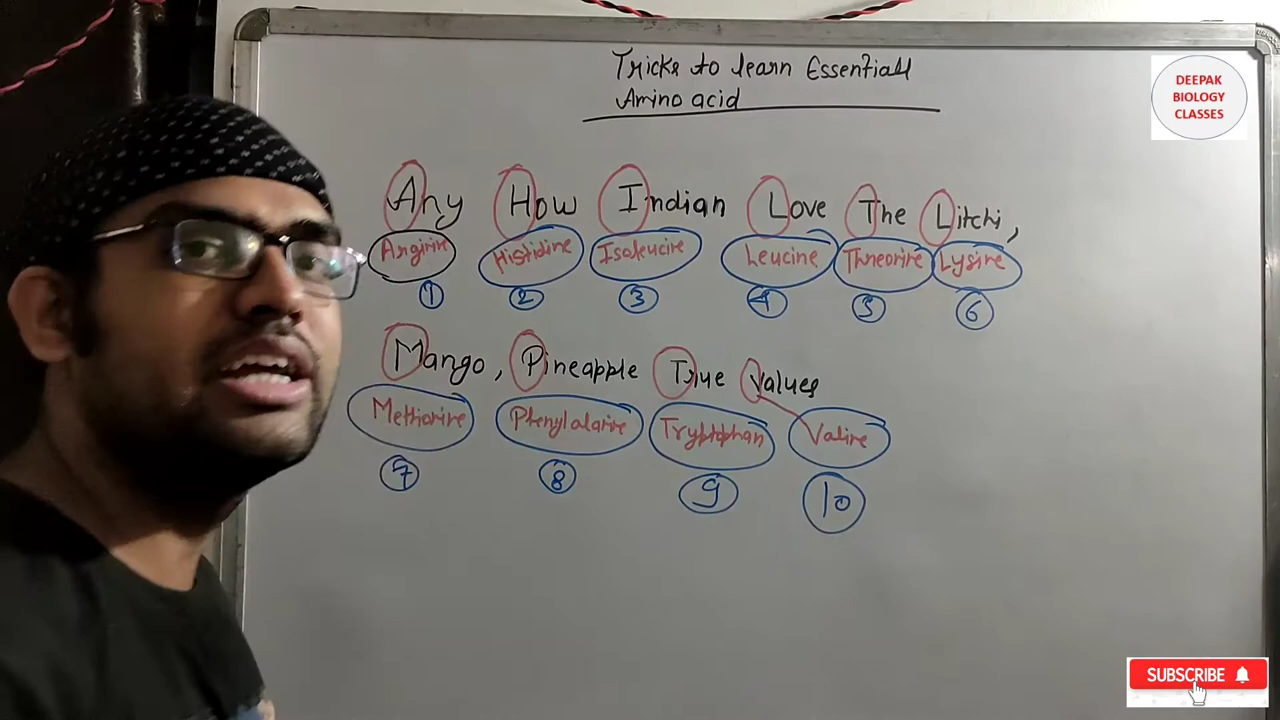 Tricks to learn Essentiall
Amino acid
DEEPAK
BIOLOGY
CLASSES
Any How Indian Love The Litchi,
Arginine Histidine Isoleucine Leucine Threonine Lysine
1 2 3 4 5 6
Mango, Pineapple True Values
Methionine Phenylalanine Tryptophan Valine
7 8 9 10
SUBSCRIBE